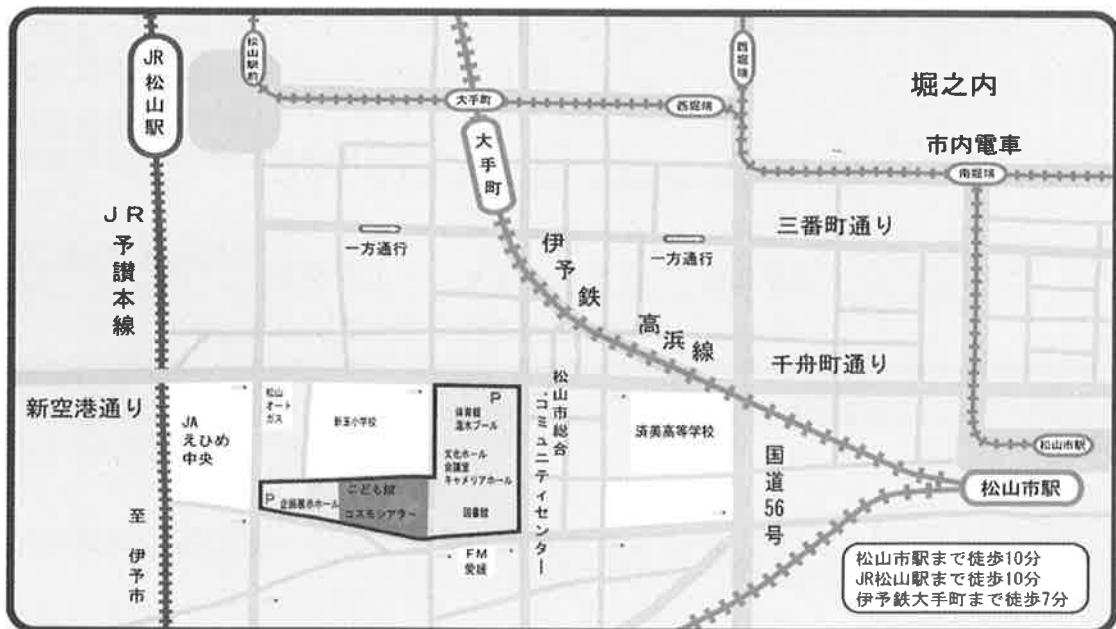 JR松山駅
松山駅前
大手町
西堀端
西堀端
堀之内
市内電車
南堀端
大手町
JR予讃本線
一方通行
伊予鉄高浜線
一方通行
三番町通り
千舟町通り
新空港通り
JA
えひめ
中央
松山
オート
ガス
新玉小学校
P
体育館
温水プール
文化ホール
会議室
キャメリアホール
図書館
松山市総合
コミュニティセンター
済美高等学校
国道56号
松山市駅
松山市駅
P
企画展示ホール
こども館
コスモシアター
FM
愛媛
至 伊予市
松山市駅まで徒歩10分
JR松山駅まで徒歩10分
伊予鉄大手町まで徒歩7分